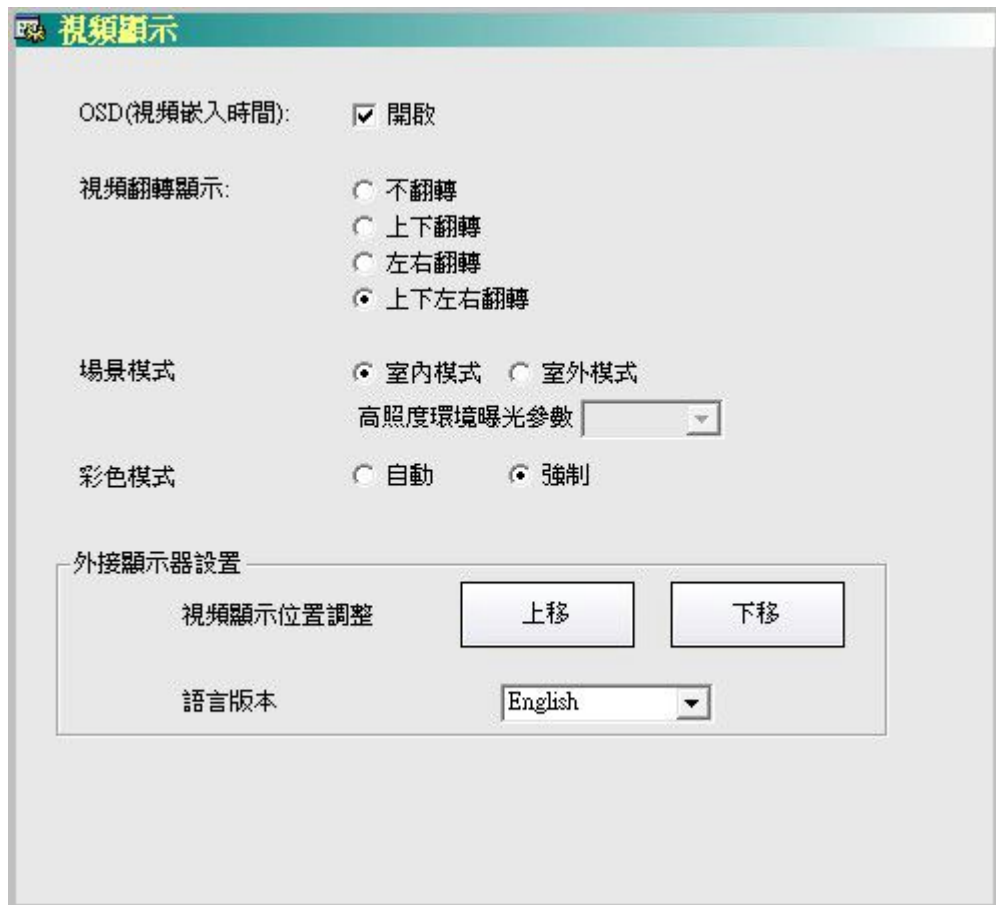 視頻顯示
OSD(視頻嵌入時間): 開啟
視頻翻轉顯示: 不翻轉
上下翻轉
左右翻轉
上下左右翻轉
場景模式 室內模式 室外模式
高照度環境曝光參數
彩色模式 自動 強制
外接顯示器設置
視頻顯示位置調整 上移 下移
語言版本 English